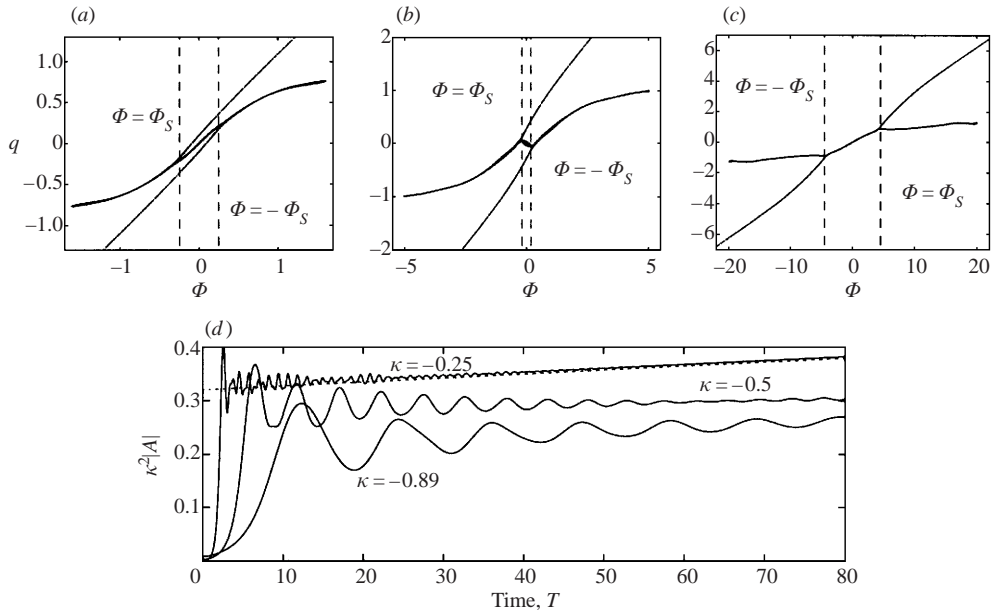 (a)
(b)
(c)
1.0
0.5
q
0
−0.5
−1.0
Φ = Φ_S
Φ = −Φ_S
−1
0
1
Φ
2
1
0
−1
−2
Φ = Φ_S
Φ = −Φ_S
−5
0
5
Φ
6
4
2
0
−2
−4
−6
Φ = −Φ_S
Φ = Φ_S
−20
−10
0
10
20
Φ
(d)
0.4
0.3
0.2
0.1
κ²|A|
κ = −0.25
κ = −0.5
κ = −0.89
0
10
20
30
40
50
60
70
80
Time, T